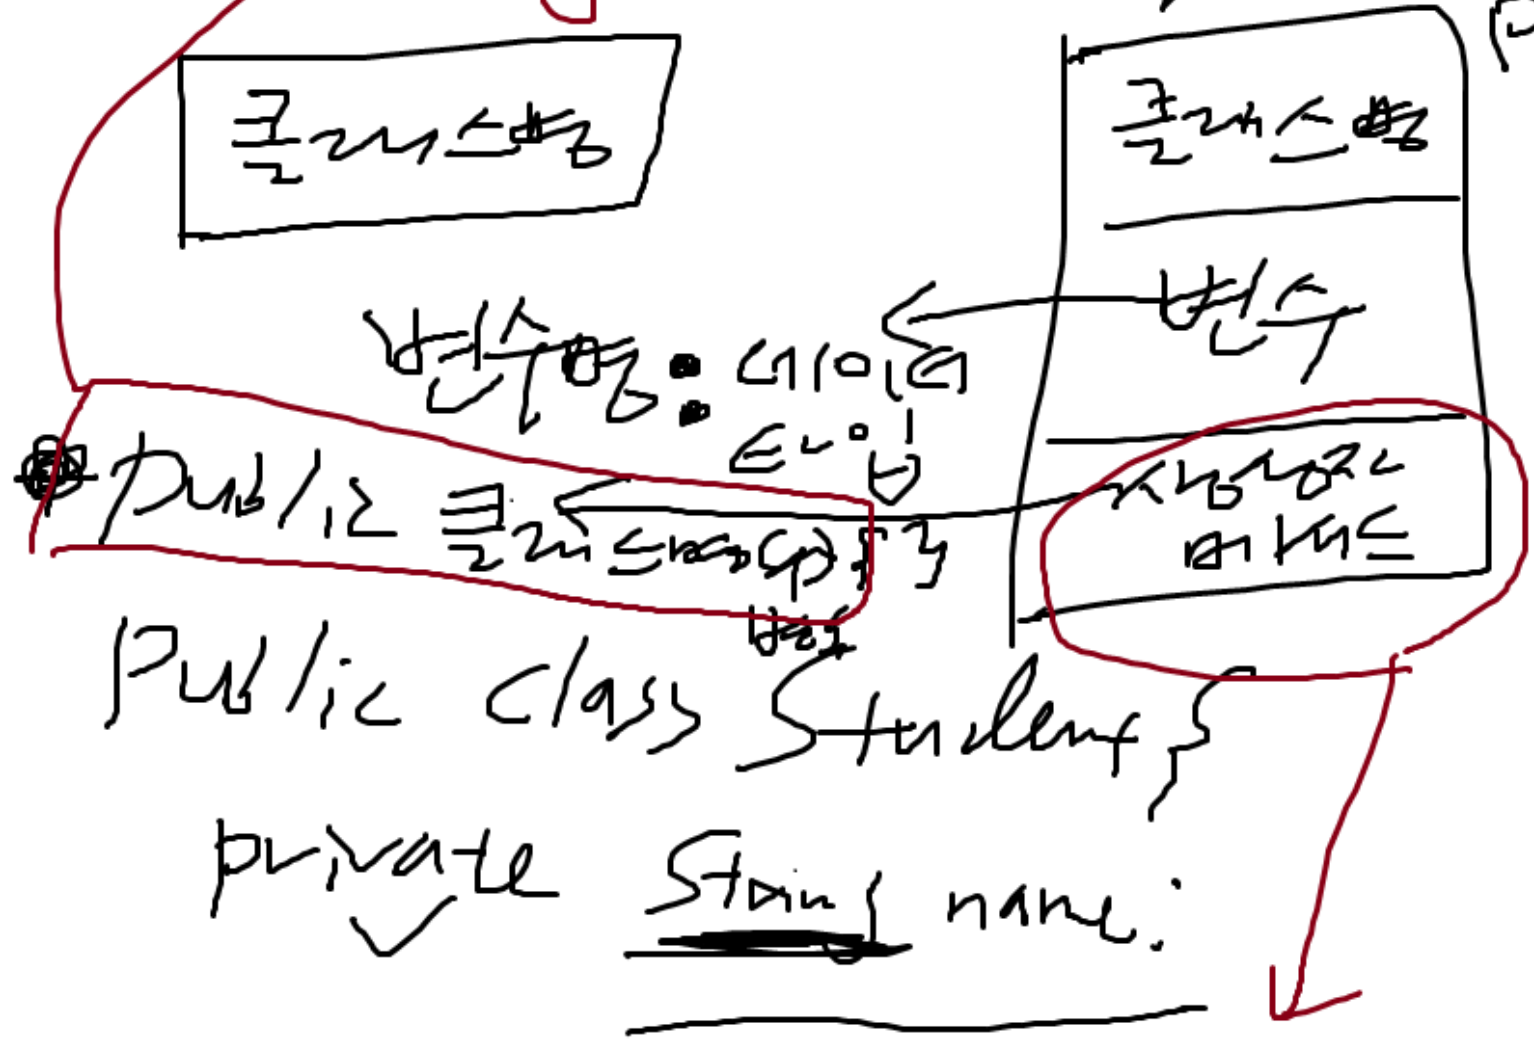 클래스명
클래스명
변수
변수명 : 데이터
타입
생성자
메서드
public 클래스명() { }
public class Student {
private String name;